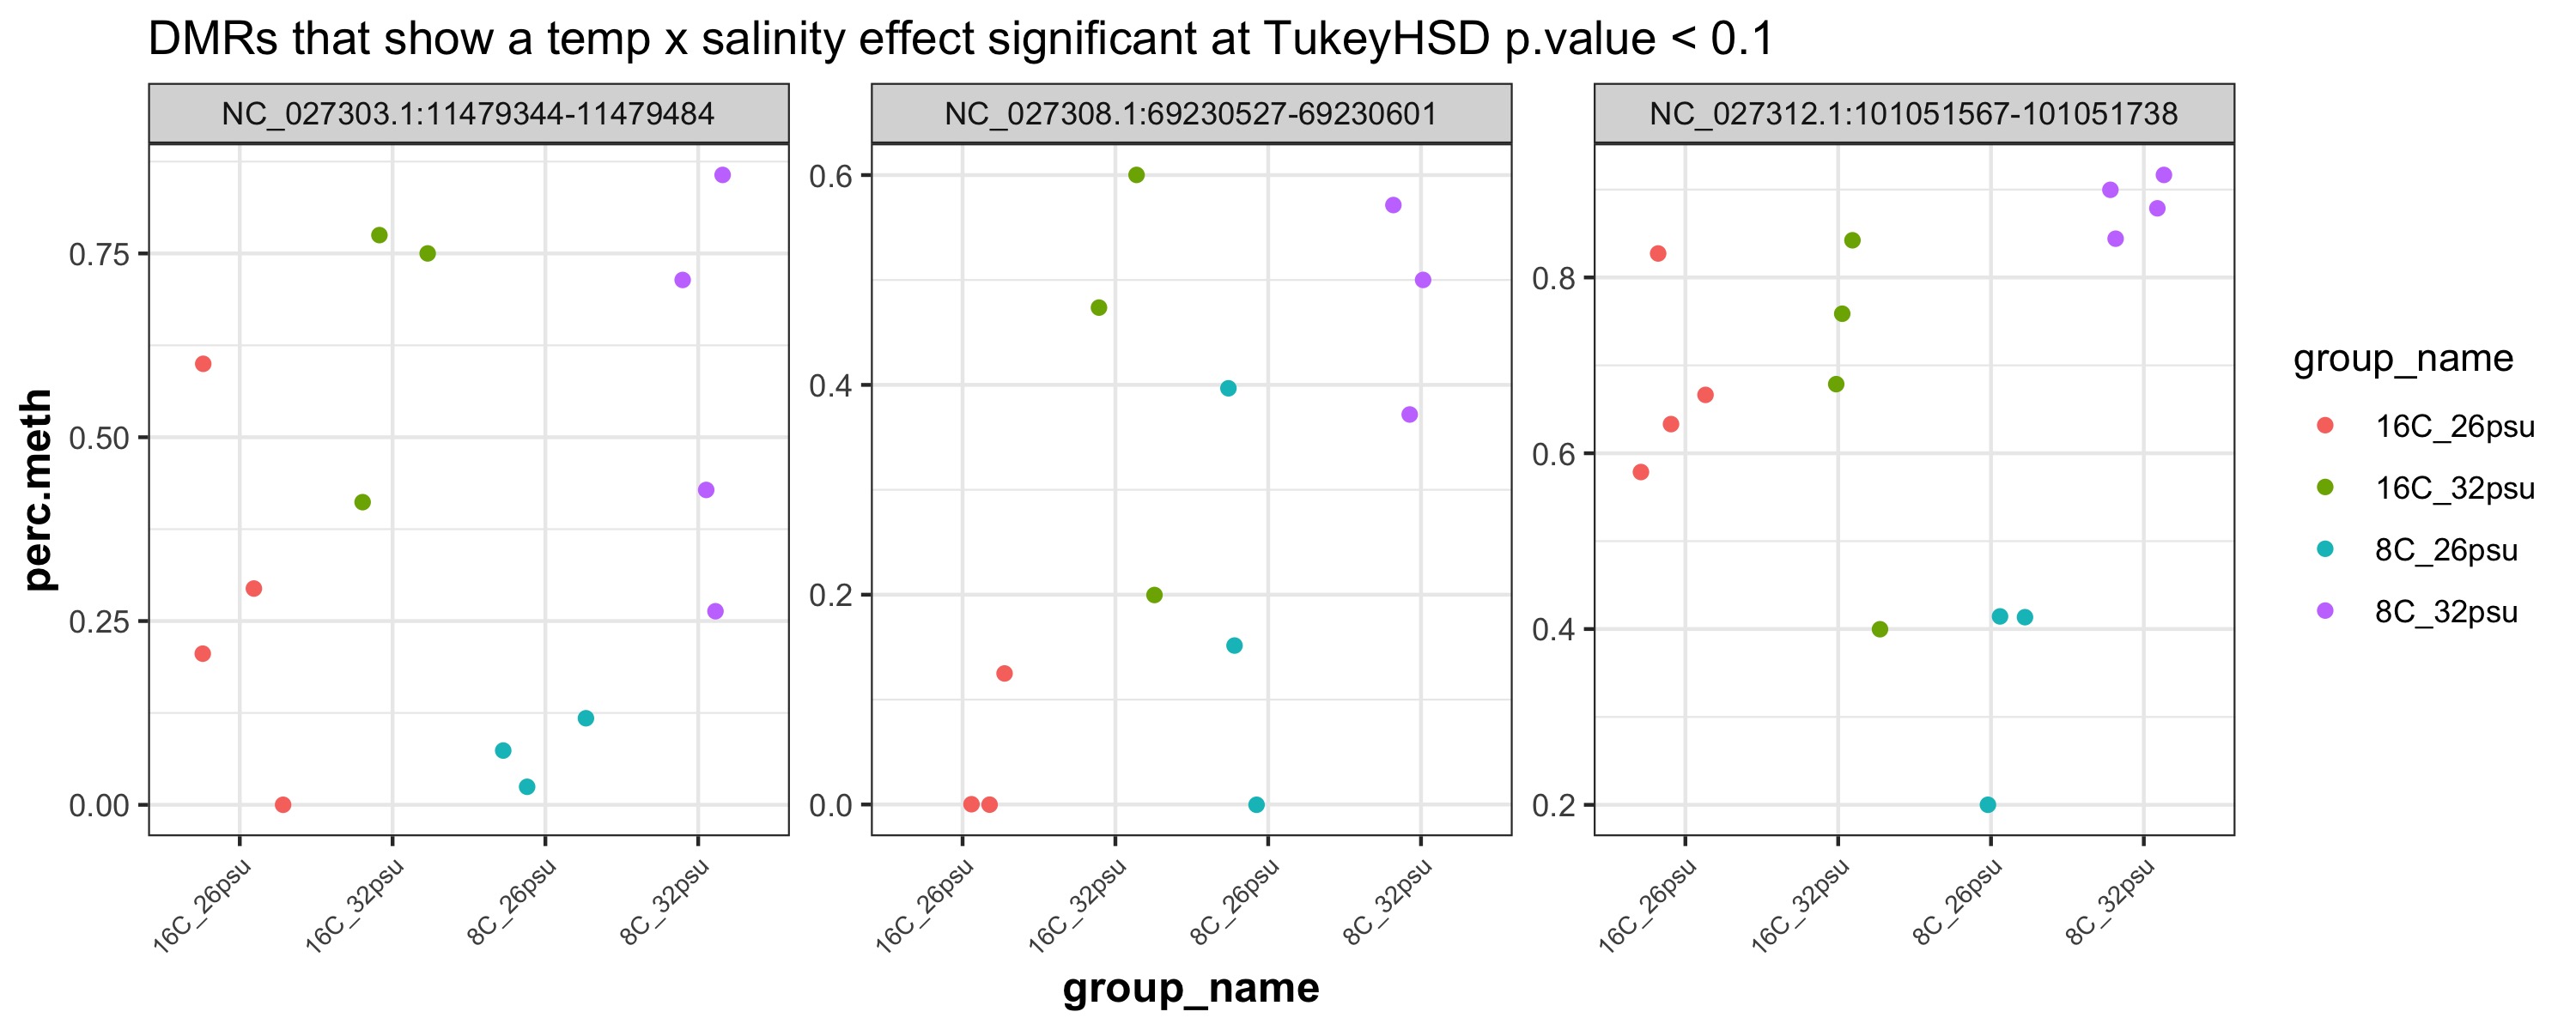 DMRs that show a temp x salinity effect significant at TukeyHSD p.value < 0.1
NC_027303.1:11479344-11479484
NC_027308.1:69230527-69230601
NC_027312.1:101051567-101051738
perc.meth
0.75
0.50
0.25
0.00
0.6
0.4
0.2
0.0
0.8
0.6
0.4
0.2
16C_26psu
16C_32psu
8C_26psu
8C_32psu
16C_26psu
16C_32psu
8C_26psu
8C_32psu
16C_26psu
16C_32psu
8C_26psu
8C_32psu
group_name
group_name
16C_26psu
16C_32psu
8C_26psu
8C_32psu